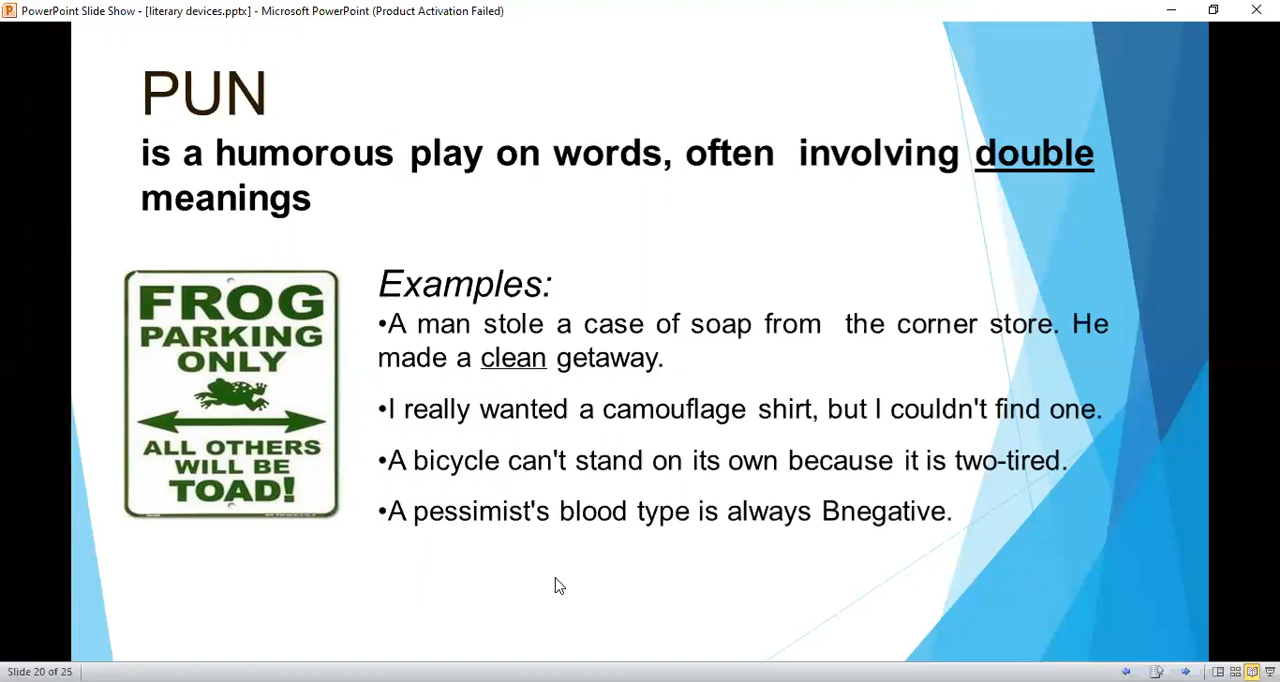 PowerPoint Slide Show - [literary devices.pptx] - Microsoft PowerPoint (Product Activation Failed)
PUN
is a humorous play on words, often involving double
meanings
FROG
PARKING
ONLY
ALL OTHERS
WILL BE
TOAD!
Examples:
•A man stole a case of soap from the corner store. He
made a clean getaway.
•I really wanted a camouflage shirt, but I couldn't find one.
•A bicycle can't stand on its own because it is two-tired.
•A pessimist's blood type is always Bnegative.
Slide 20 of 25